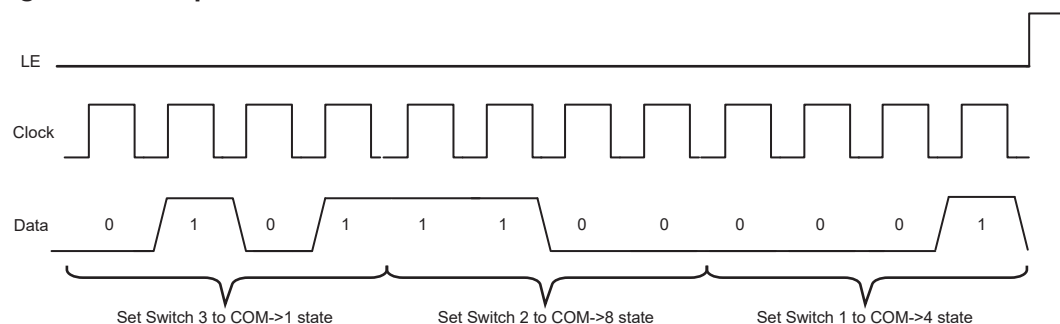 LE
Clock
Data 0 1 0 1 1 1 0 0 0 0 0 1
Set Switch 3 to COM->1 state Set Switch 2 to COM->8 state Set Switch 1 to COM->4 state